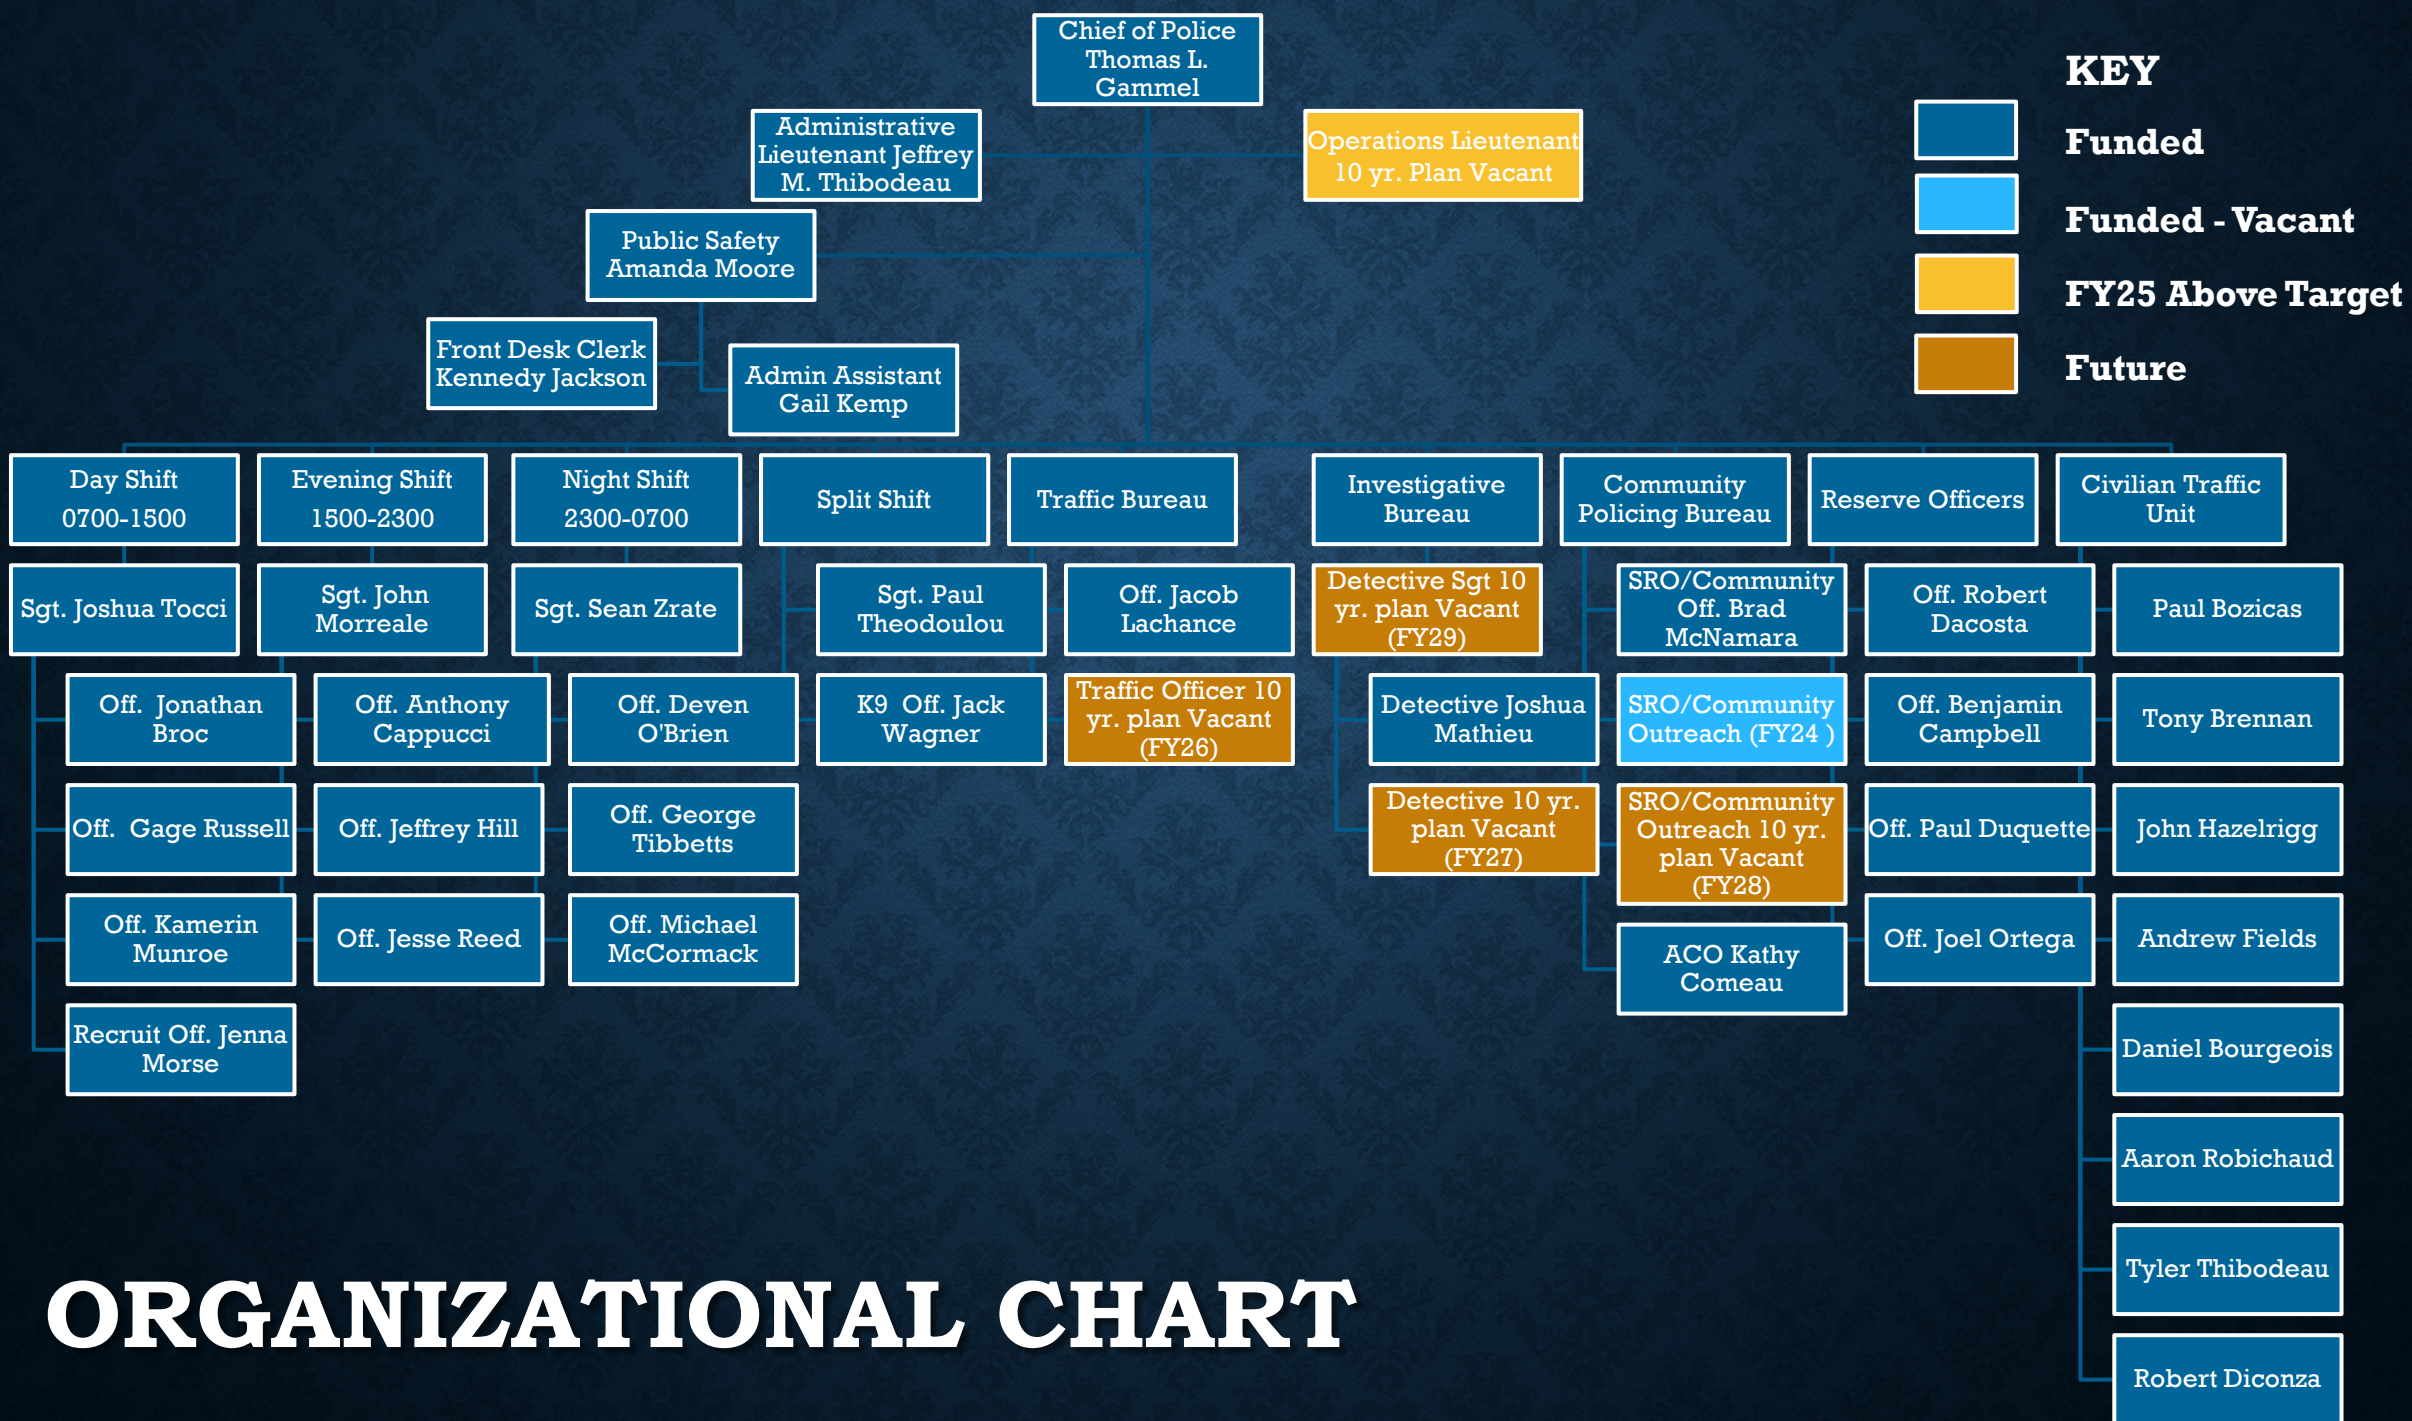 Chief of Police
Thomas L.
Gammel
Administrative
Lieutenant Jeffrey
M. Thibodeau
Operations Lieutenant
10 yr. Plan Vacant
Public Safety
Amanda Moore
Front Desk Clerk
Kennedy Jackson
Admin Assistant
Gail Kemp
KEY
Funded
Funded - Vacant
FY25 Above Target
Future
Day Shift
0700-1500
Sgt. Joshua Tocci
Off.  Jonathan
Broc
Off.  Gage Russell
Off. Kamerin
Munroe
Recruit Off. Jenna
Morse
Evening Shift
1500-2300
Sgt. John
Morreale
Off. Anthony
Cappucci
Off. Jeffrey Hill
Off. Jesse Reed
Night Shift
2300-0700
Sgt. Sean Zrate
Off. Deven
O'Brien
Off. George
Tibbetts
Off. Michael
McCormack
Split Shift
Sgt. Paul
Theodoulou
K9  Off. Jack
Wagner
Traffic Bureau
Off. Jacob
Lachance
Traffic Officer 10
yr. plan Vacant
(FY26)
Investigative
Bureau
Detective Sgt 10
yr. plan Vacant
(FY29)
Detective Joshua
Mathieu
Detective 10 yr.
plan Vacant
(FY27)
Community
Policing Bureau
SRO/Community
Off. Brad
McNamara
SRO/Community
Outreach (FY24 )
SRO/Community
Outreach 10 yr.
plan Vacant
(FY28)
ACO Kathy
Comeau
Reserve Officers
Off. Robert
Dacosta
Off. Benjamin
Campbell
Off. Paul Duquette
Off. Joel Ortega
Civilian Traffic
Unit
Paul Bozicas
Tony Brennan
John Hazelrigg
Andrew Fields
Daniel Bourgeois
Aaron Robichaud
Tyler Thibodeau
Robert Diconza
ORGANIZATIONAL CHART